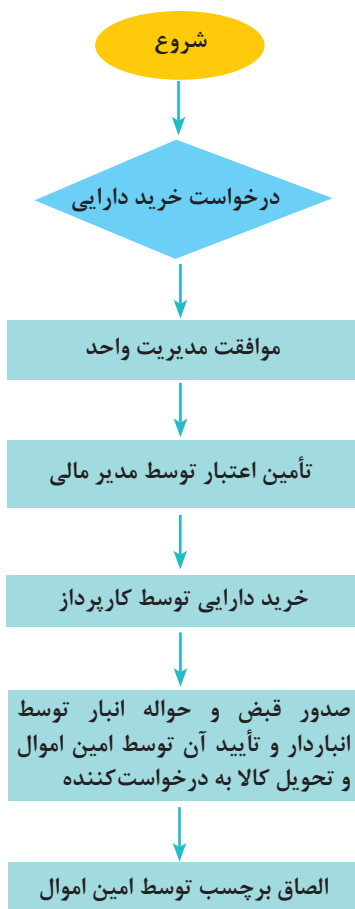 شروع
درخواست خرید دارایی
موافقت مدیریت واحد
تأمین اعتبار توسط مدیر مالی
خرید دارایی توسط کارپرداز
صدور قبض و حواله انبار توسط
انباردار و تأیید آن توسط امین اموال
و تحویل کالا به درخواست‌کننده
الصاق برچسب توسط امین اموال